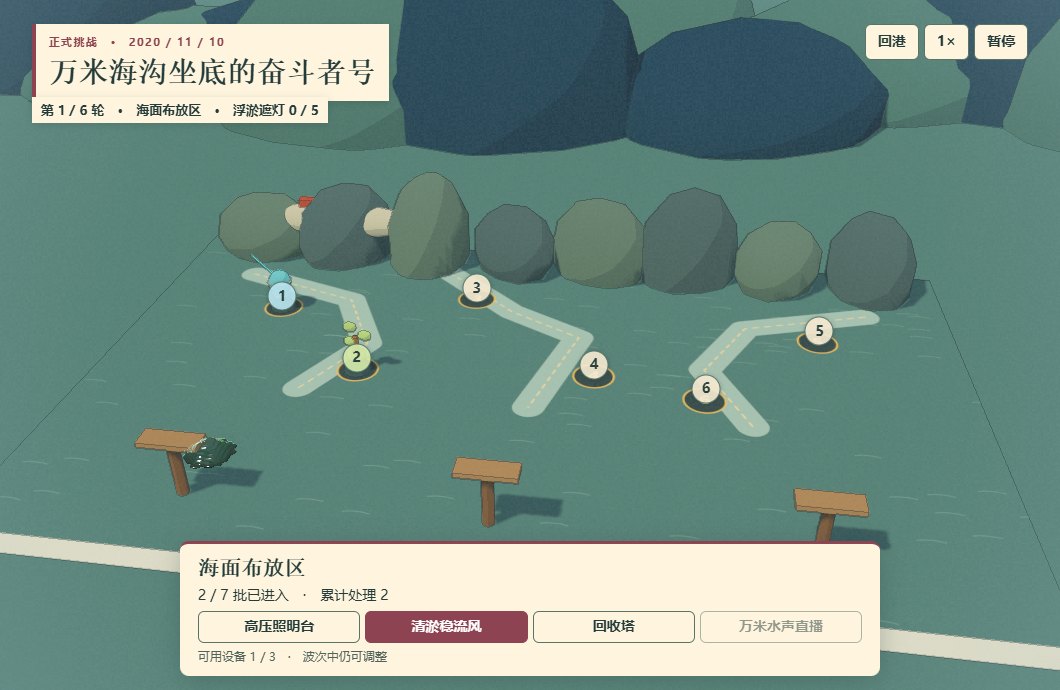 正式挑战 • 2020 / 11 / 10
万米海沟坐底的奋斗者号
第 1 / 6 轮 • 海面布放区 • 浮淤遮灯 0 / 5
回港
1×
暂停
1
2
3
4
5
6
海面布放区
2 / 7 批已进入 · 累计处理 2
高压照明台
清淤稳流风
回收塔
万米水声直播
可用设备 1 / 3 · 波次中仍可调整